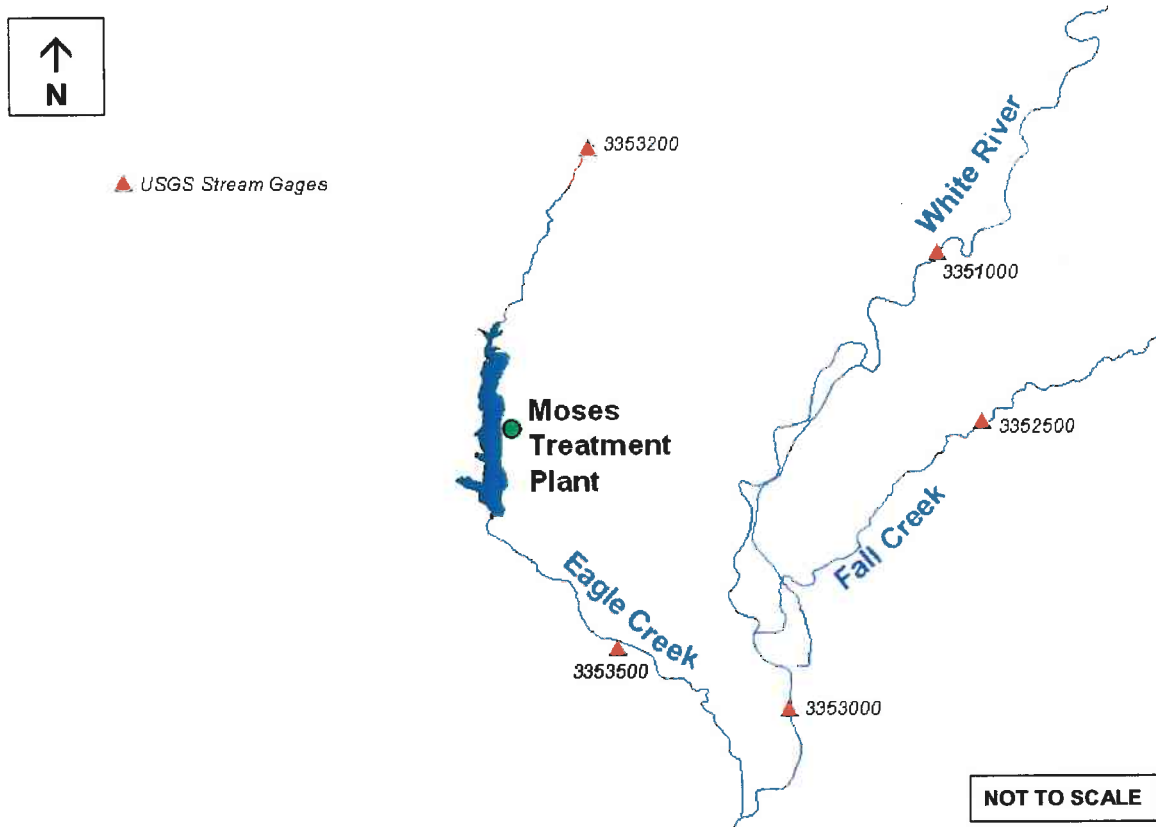 N
USGS Stream Gages
3353200
White River
3351000
Moses
Treatment
Plant
3352500
Fall Creek
Eagle Creek
3353500
3353000
NOT TO SCALE